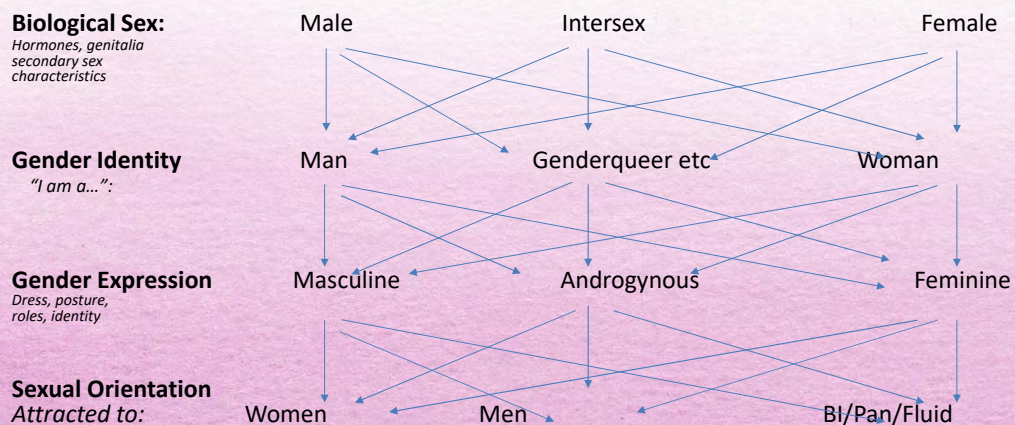 Biological Sex: Male Intersex Female
Hormones, genitalia
secondary sex
characteristics
Gender Identity Man Genderqueer etc Woman
“I am a…”:
Gender Expression Masculine Androgynous Feminine
Dress, posture,
roles, identity
Sexual Orientation
Attracted to: Women Men BI/Pan/Fluid